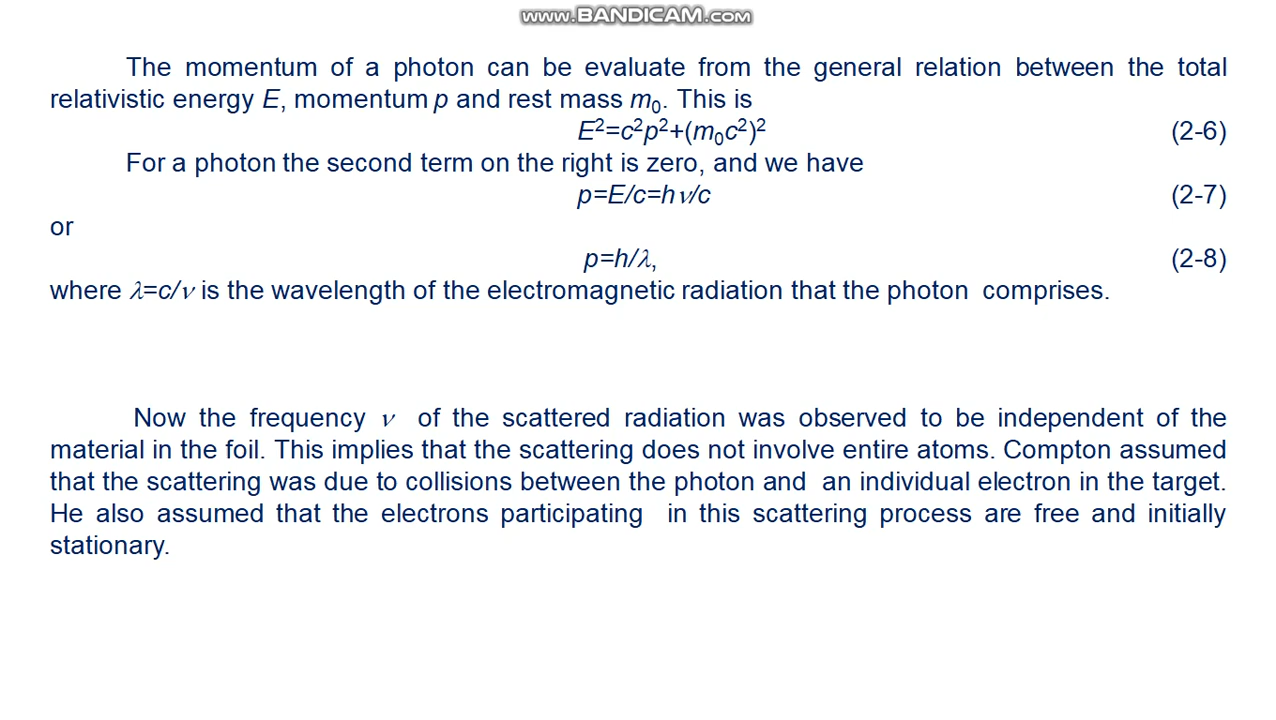 www.BANDICAM.com
The momentum of a photon can be evaluate from the general relation between the total
relativistic energy E, momentum p and rest mass m₀. This is
E²=c²p²+(m₀c²)² (2-6)
For a photon the second term on the right is zero, and we have
p=E/c=hν/c (2-7)
or
p=h/λ, (2-8)
where λ=c/ν is the wavelength of the electromagnetic radiation that the photon comprises.
Now the frequency ν of the scattered radiation was observed to be independent of the
material in the foil. This implies that the scattering does not involve entire atoms. Compton assumed
that the scattering was due to collisions between the photon and an individual electron in the target.
He also assumed that the electrons participating in this scattering process are free and initially
stationary.